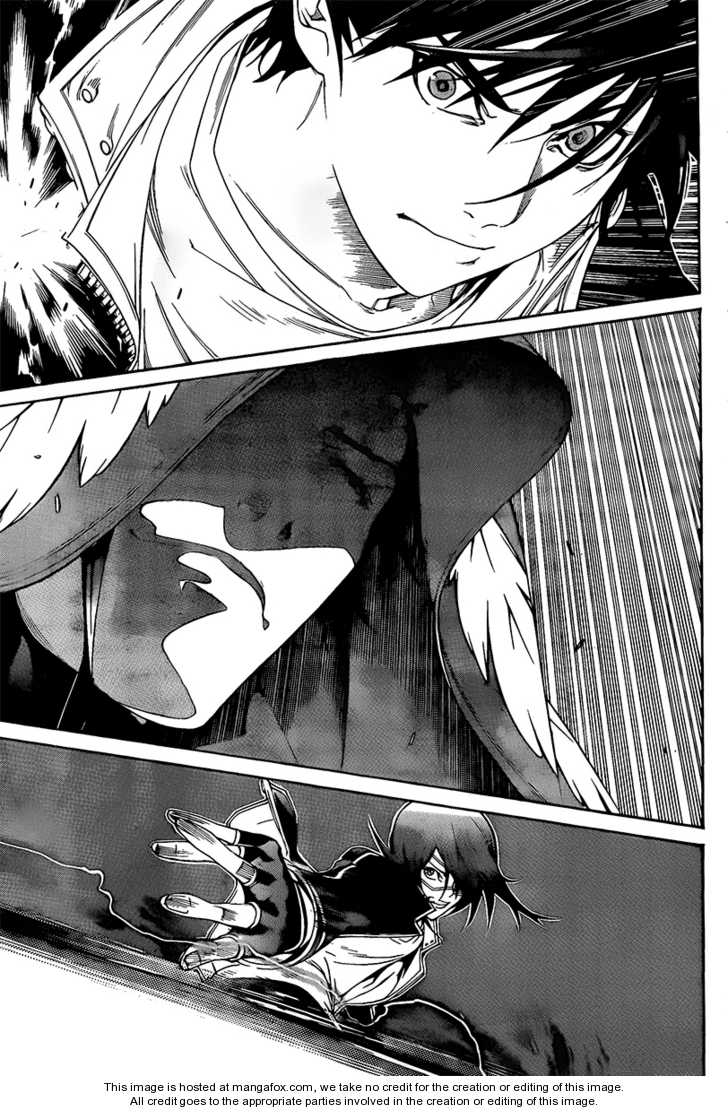 This image is hosted at mangafox.com, we take no credit for the creation or editing of this image.
All credit goes to the appropriate parties involved in the creation or editing of this image.